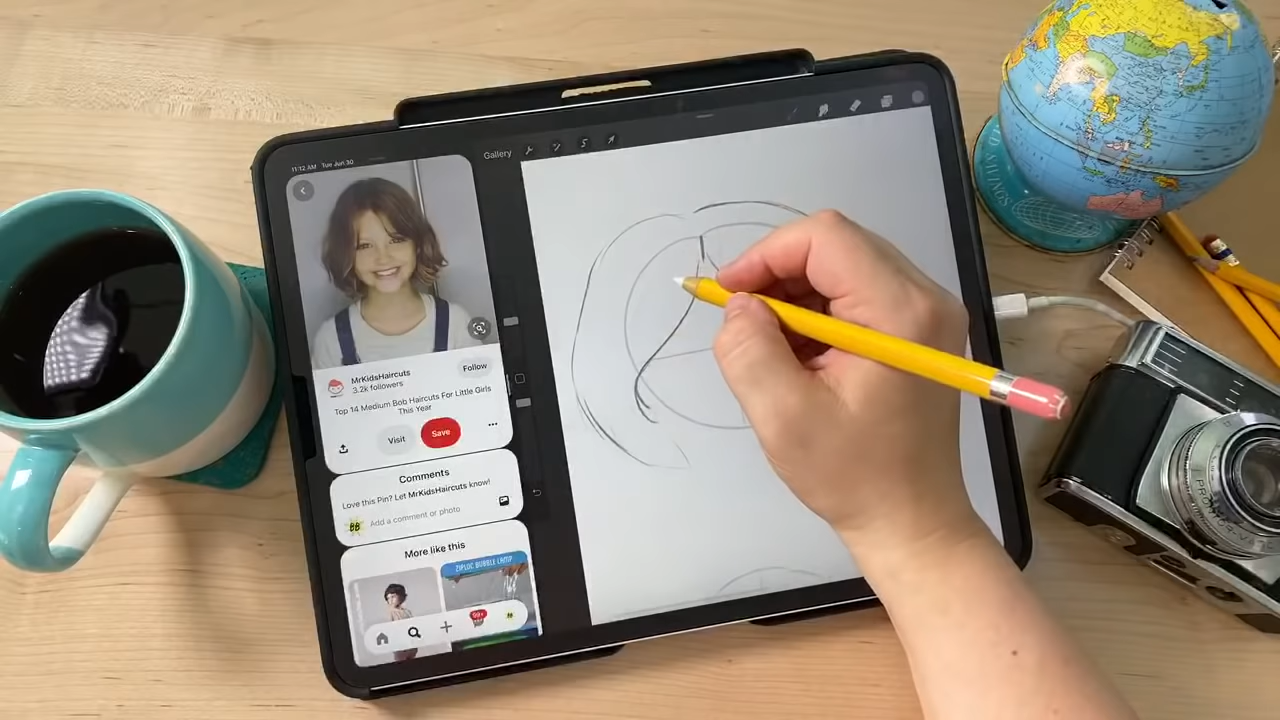 11:12 AM Tue Jun 30
Gallery
MrKidsHaircuts
3.2k followers
Follow
Top 14 Medium Bob Haircuts For Little Girls
This Year
Visit
Save
Comments
Love this Pin? Let MrKidsHaircuts know!
BB
Add a comment or photo
More like this
ZIPLOC BUBBLE LAMP
99+